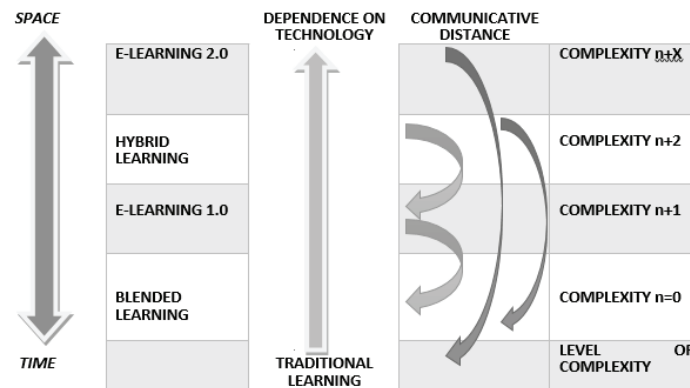 SPACE
DEPENDENCE ON
TECHNOLOGY
COMMUNICATIVE
DISTANCE
E-LEARNING 2.0
COMPLEXITY n+X
HYBRID
LEARNING
COMPLEXITY n+2
E-LEARNING 1.0
COMPLEXITY n+1
BLENDED
LEARNING
COMPLEXITY n=0
TIME
TRADITIONAL
LEARNING
LEVEL OF
COMPLEXITY